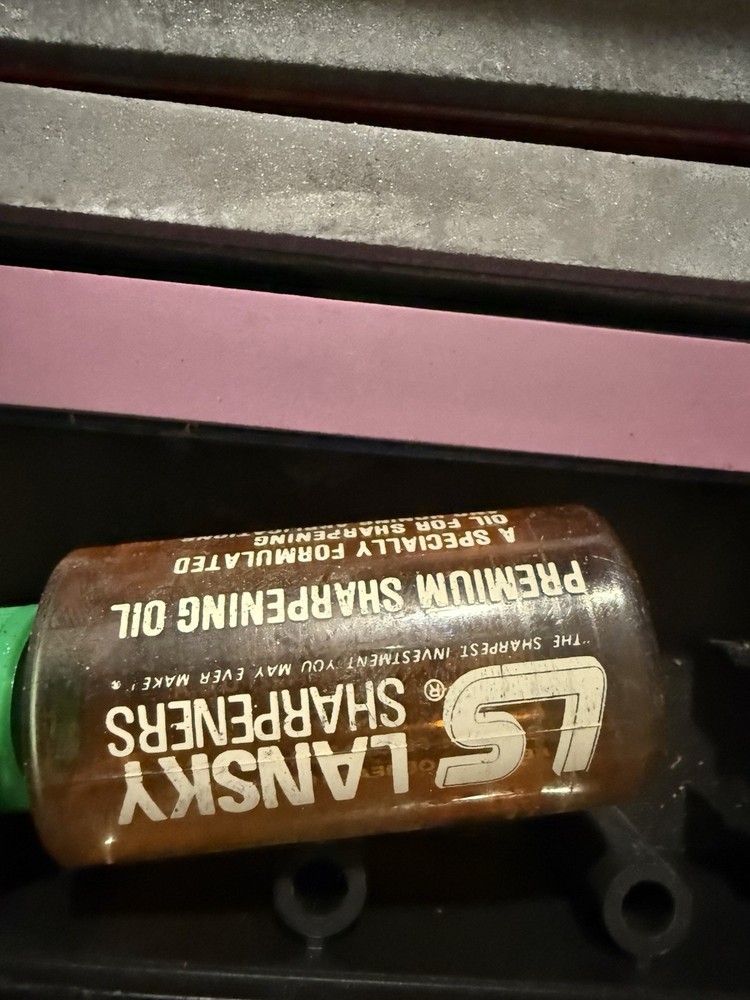 LS LANSKY
SHARPENERS®
"THE SHARPEST INVESTMENT YOU MAY EVER MAKE."
PREMIUM SHARPENING OIL
A SPECIALLY FORMULATED
OIL FOR SHARPENING